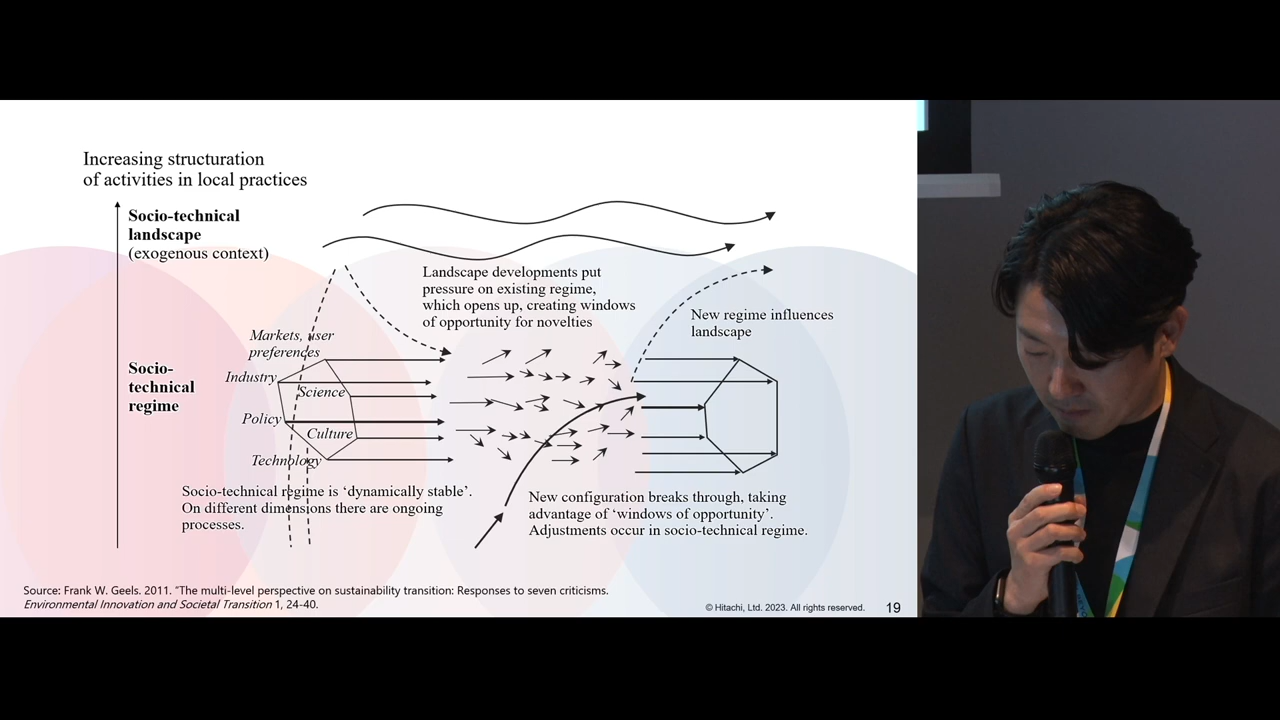 Increasing structuration
of activities in local practices
Socio-technical
landscape
(exogenous context)
Landscape developments put
pressure on existing regime,
which opens up, creating windows
of opportunity for novelties
New regime influences
landscape
Markets, user
preferences
Socio-
technical
regime
Industry
Science
Policy
Culture
Technology
Socio-technical regime is ‘dynamically stable’.
On different dimensions there are ongoing
processes.
New configuration breaks through, taking
advantage of ‘windows of opportunity’.
Adjustments occur in socio-technical regime.
Source: Frank W. Geels. 2011. "The multi-level perspective on sustainability transition: Responses to seven criticisms.
Environmental Innovation and Societal Transition 1, 24-40.
© Hitachi, Ltd. 2023. All rights reserved.
19